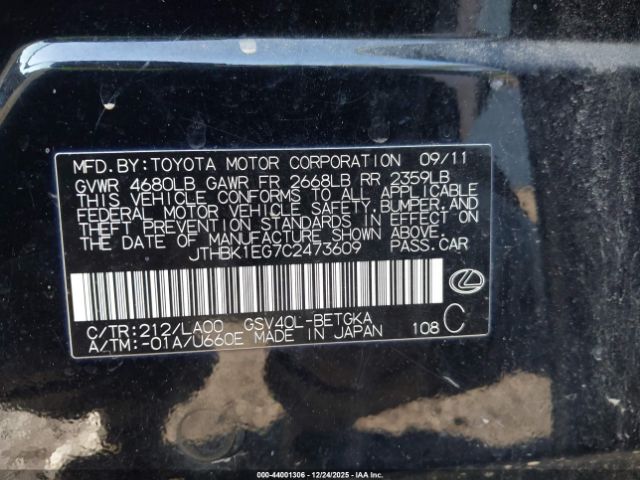 MFD.BY:TOYOTA MOTOR CORPORATION 09/11
GVWR 4680LB GAWR FR 2668LB RR 2359LB
THIS VEHICLE CONFORMS TO ALL APPLICABLE
FEDERAL MOTOR VEHICLE SAFETY,BUMPER,AND
THEFT PREVENTION STANDARDS IN EFFECT ON
THE DATE OF MANUFACTURE SHOWN ABOVE.
JTHBK1EG7C2473609 PASS.CAR
C/TR:212/LA00 GSV40L-BETGKA
A/TM:-01A/U660E MADE IN JAPAN 108 C
000-44001306 - 12/24/2025 - IAA Inc.